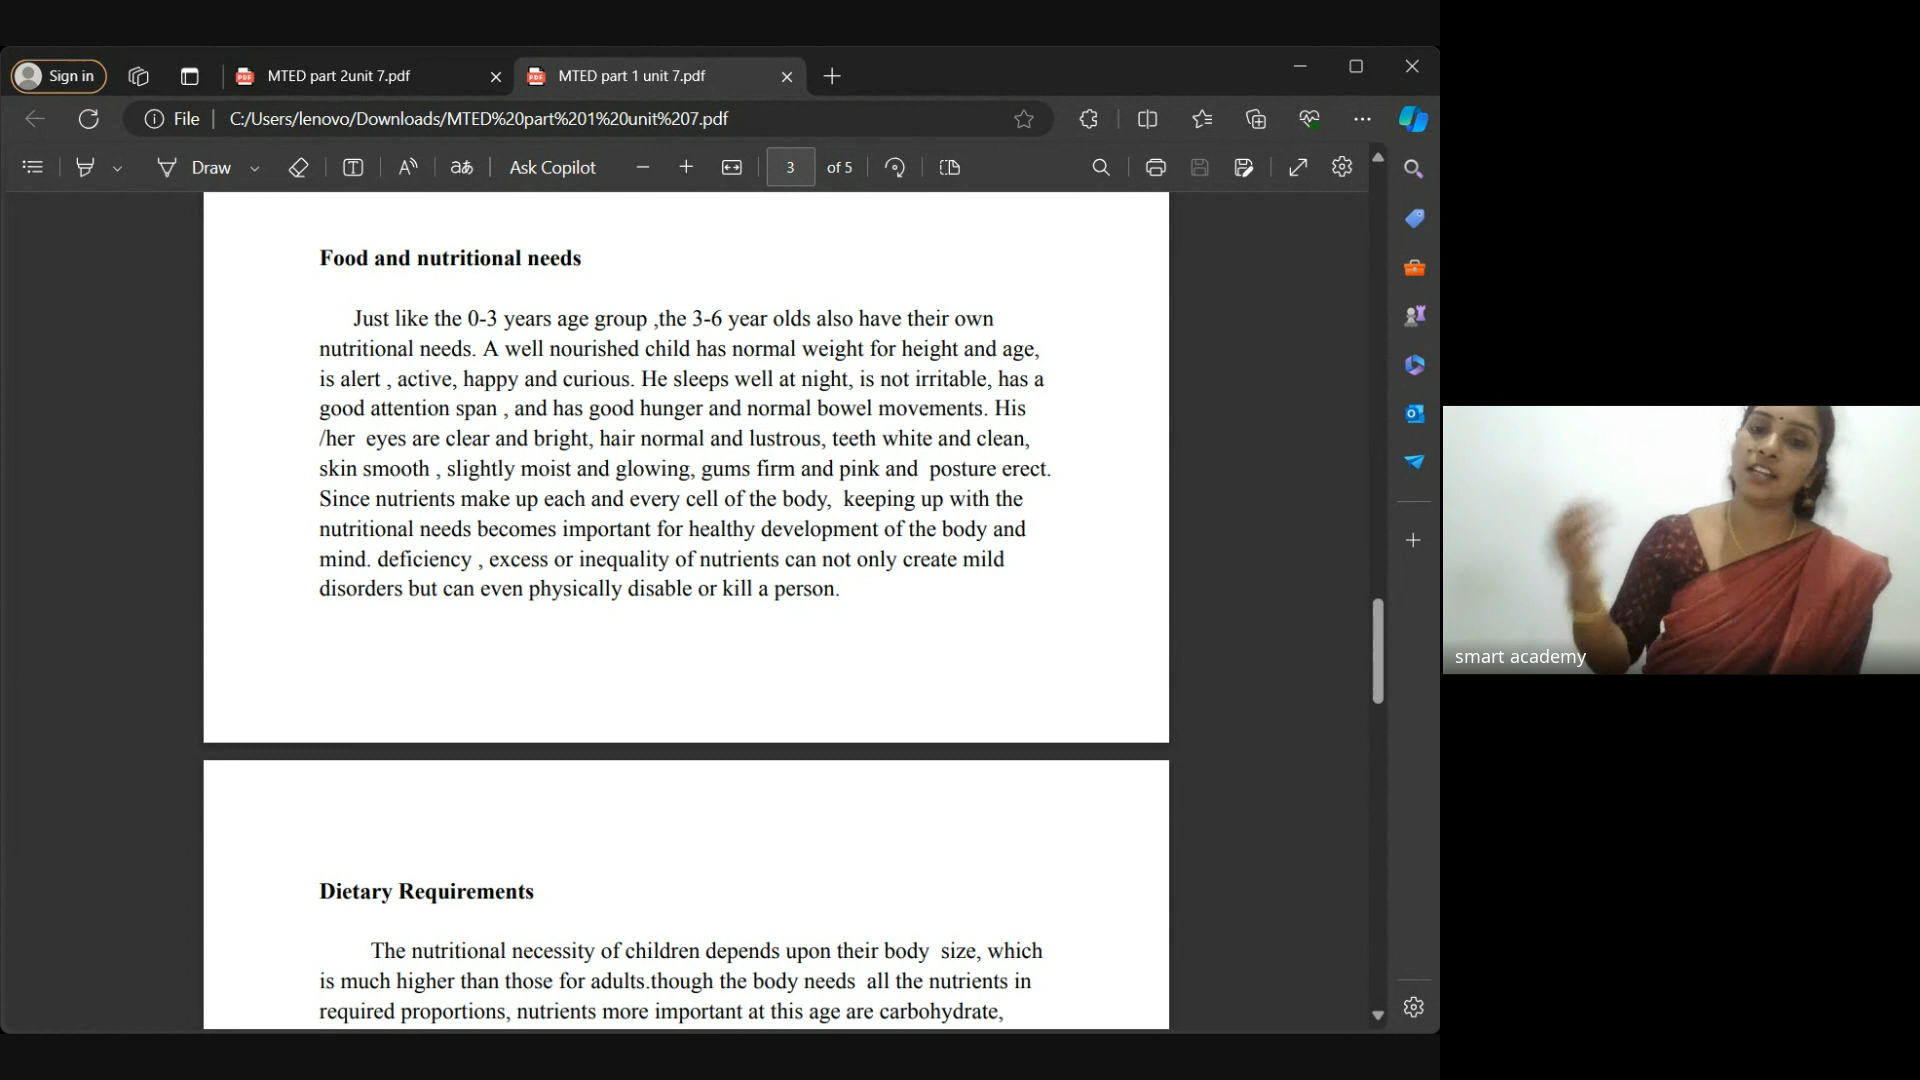 Sign in
MTED part 2unit 7.pdf
MTED part 1 unit 7.pdf
File
C:/Users/lenovo/Downloads/MTED%20part%201%20unit%207.pdf
Draw
Ask Copilot
3
of 5
Food and nutritional needs
Just like the 0-3 years age group ,the 3-6 year olds also have their own
nutritional needs. A well nourished child has normal weight for height and age,
is alert , active, happy and curious. He sleeps well at night, is not irritable, has a
good attention span , and has good hunger and normal bowel movements. His
/her eyes are clear and bright, hair normal and lustrous, teeth white and clean,
skin smooth , slightly moist and glowing, gums firm and pink and posture erect.
Since nutrients make up each and every cell of the body, keeping up with the
nutritional needs becomes important for healthy development of the body and
mind. deficiency , excess or inequality of nutrients can not only create mild
disorders but can even physically disable or kill a person.
Dietary Requirements
The nutritional necessity of children depends upon their body size, which
is much higher than those for adults.though the body needs all the nutrients in
required proportions, nutrients more important at this age are carbohydrate,
smart academy